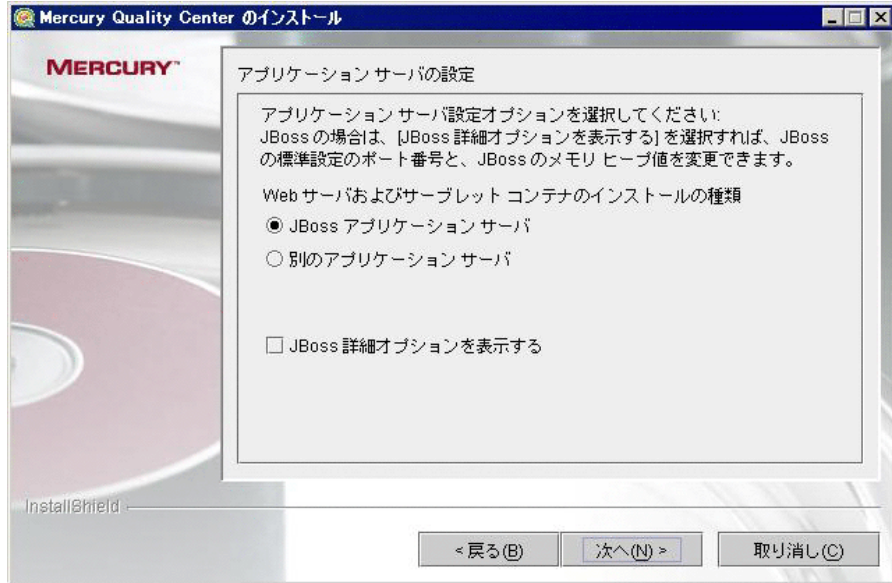 Mercury Quality Center のインストール
MERCURY™
アプリケーション サーバの設定
アプリケーション サーバ設定オプションを選択してください:
JBoss の場合は、[JBoss 詳細オプションを表示する] を選択すれば、JBoss
の標準設定のポート番号と、JBoss のメモリ ヒープ値を変更できます。
Web サーバおよびサーブレット コンテナのインストールの種類
JBoss アプリケーション サーバ
別のアプリケーション サーバ
JBoss 詳細オプションを表示する
InstallShield
<戻る(B)
次へ(N) >
取り消し(C)